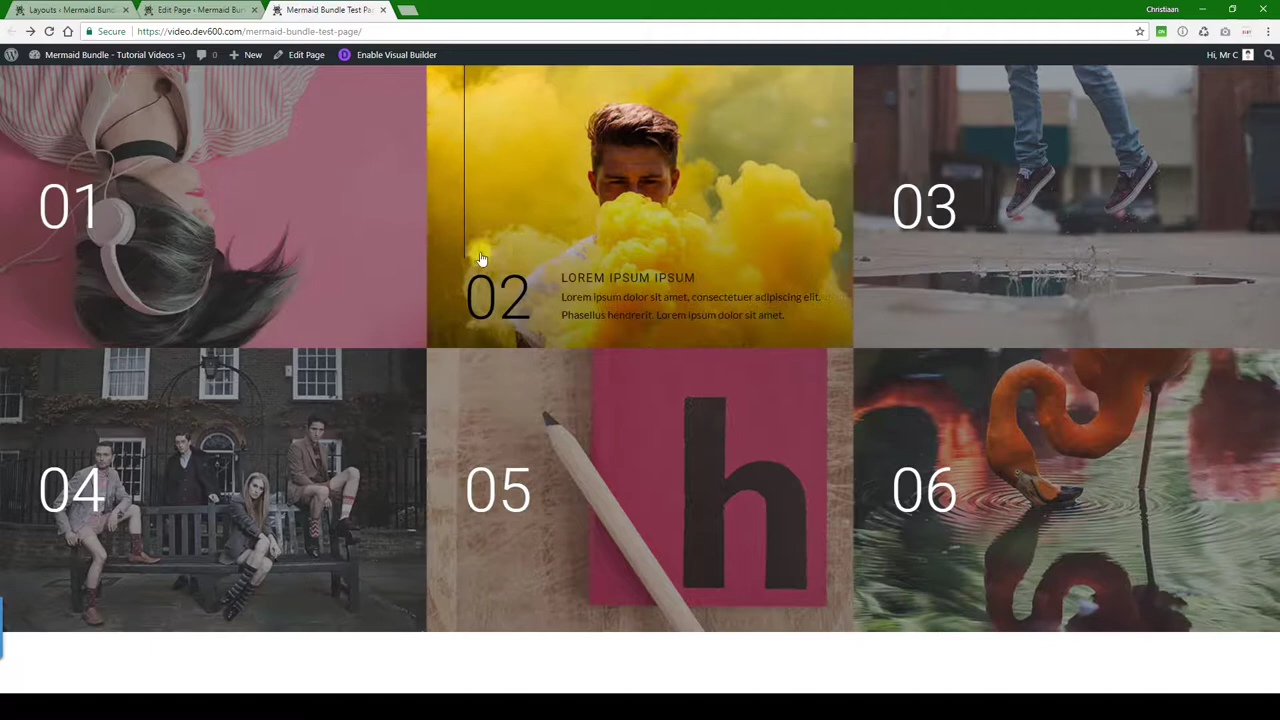 Layouts ‹ Mermaid Bundl
Edit Page ‹ Mermaid Bun
Mermaid Bundle Test Pa
Christiaan
Secure
https://video.dev600.com/mermaid-bundle-test-page/
Mermaid Bundle - Tutorial Videos =)
0
New
Edit Page
D
Enable Visual Builder
Hi, Mr C
01
02
LOREM IPSUM IPSUM
Lorem ipsum dolor sit amet, consectetuer adipiscing elit.
Phasellus hendrerit. Lorem ipsum dolor sit amet.
03
04
05
h
06